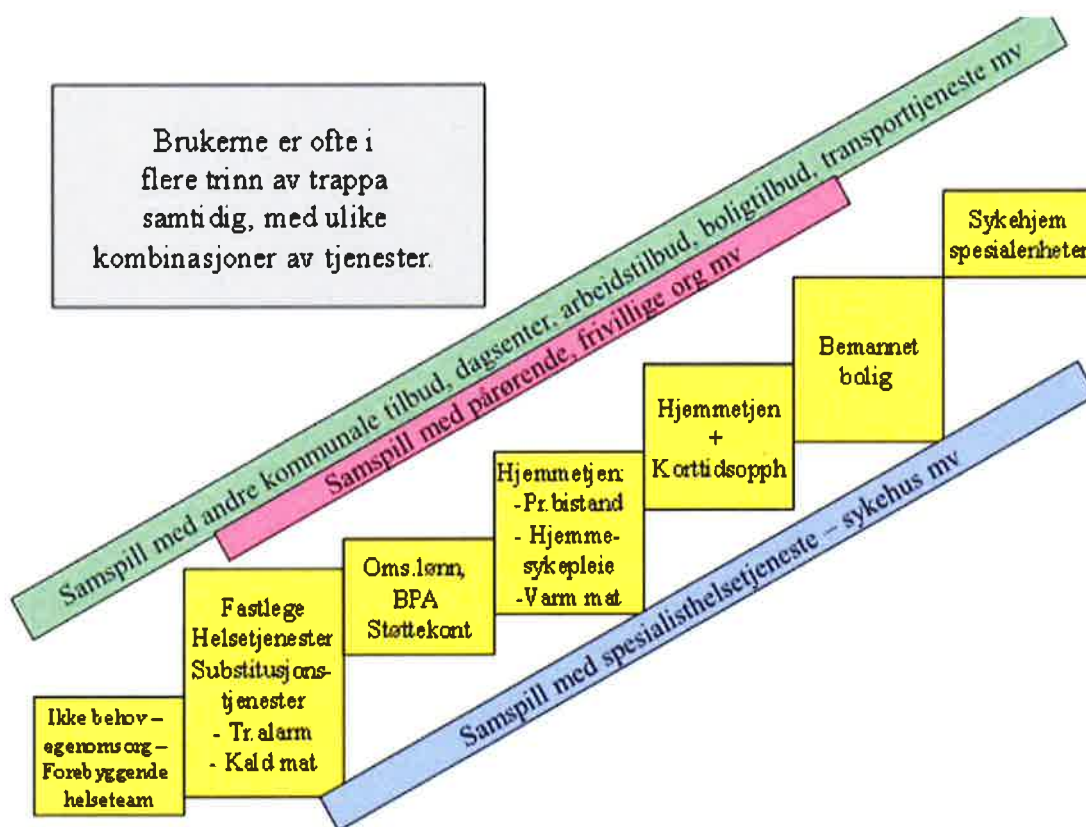 Brukerne er ofte i
flere trinn av trappa
samtidig, med ulike
kombinasjoner av tjenester.
Samspill med andre kommunale tilbud, dagsenter, arbeidstilbud, boligtilbud, transporttjeneste mv
Samspill med pårørende, frivillige org mv
Ikke behov –
egenomsorg –
Forebyggende
helseteam
Fastlege
Helsetjenester
Substitusjons-
tjenester
- Tr.alarm
- Kald mat
Oms.lønn,
BPA
Støttekont
Hjemmetjen:
- Pr.bistand
- Hjemme-
sykepleie
- Varm mat
Hjemmetjen
+
Korttidsopph
Bemannet
bolig
Sykehjem
spesialenheter
Samspill med spesialisthelsetjeneste – sykehus mv